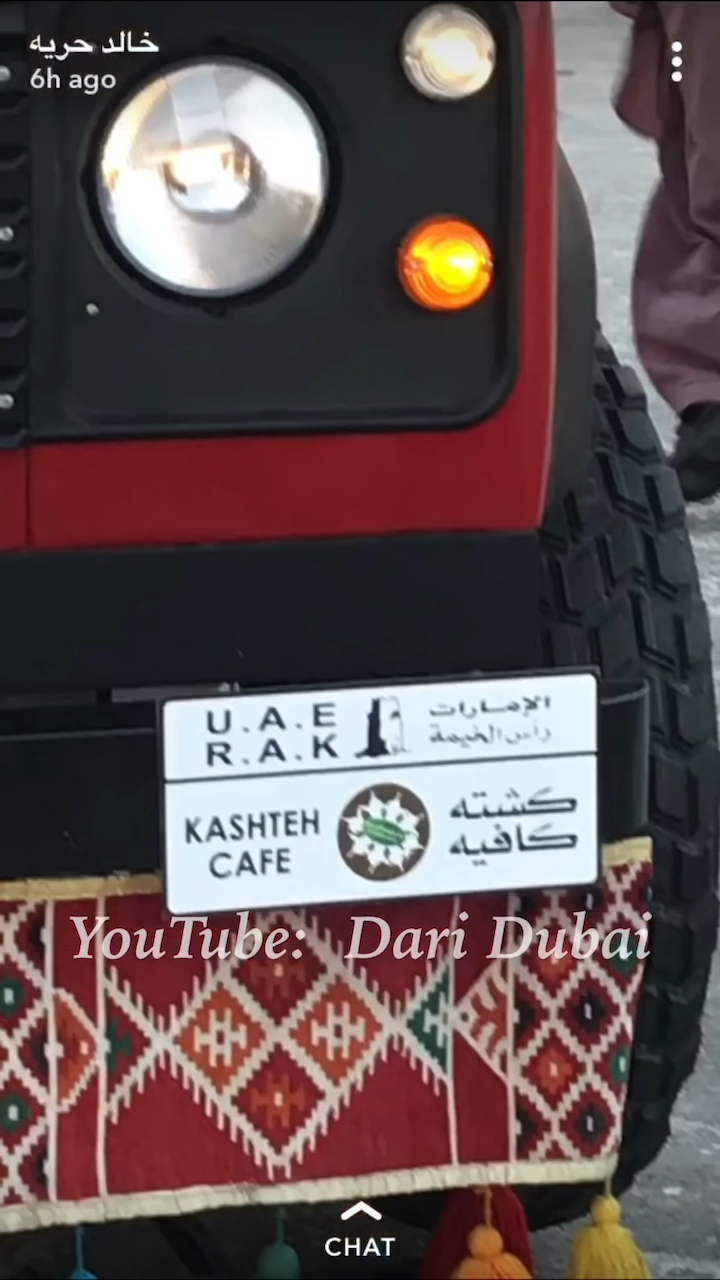 خالد حريه
6h ago
U.A.E
R.A.K
الإمارات
رأس الخيمة
KASHTEH
CAFE
كشته
كافيه
YouTube: Dari Dubai
CHAT